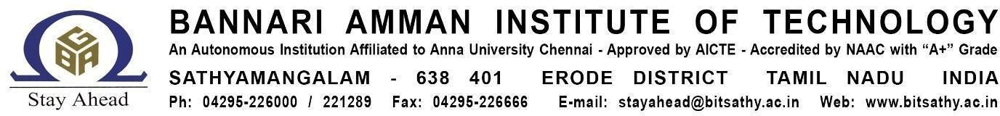 BANNARI AMMAN INSTITUTE OF TECHNOLOGY
An Autonomous Institution Affiliated to Anna University Chennai - Approved by AICTE - Accredited by NAAC with “A+” Grade
SATHYAMANGALAM - 638 401 ERODE DISTRICT TAMIL NADU INDIA
Ph: 04295-226000 / 221289 Fax: 04295-226666 E-mail: stayahead@bitsathy.ac.in Web: www.bitsathy.ac.in
G
BA
Stay Ahead